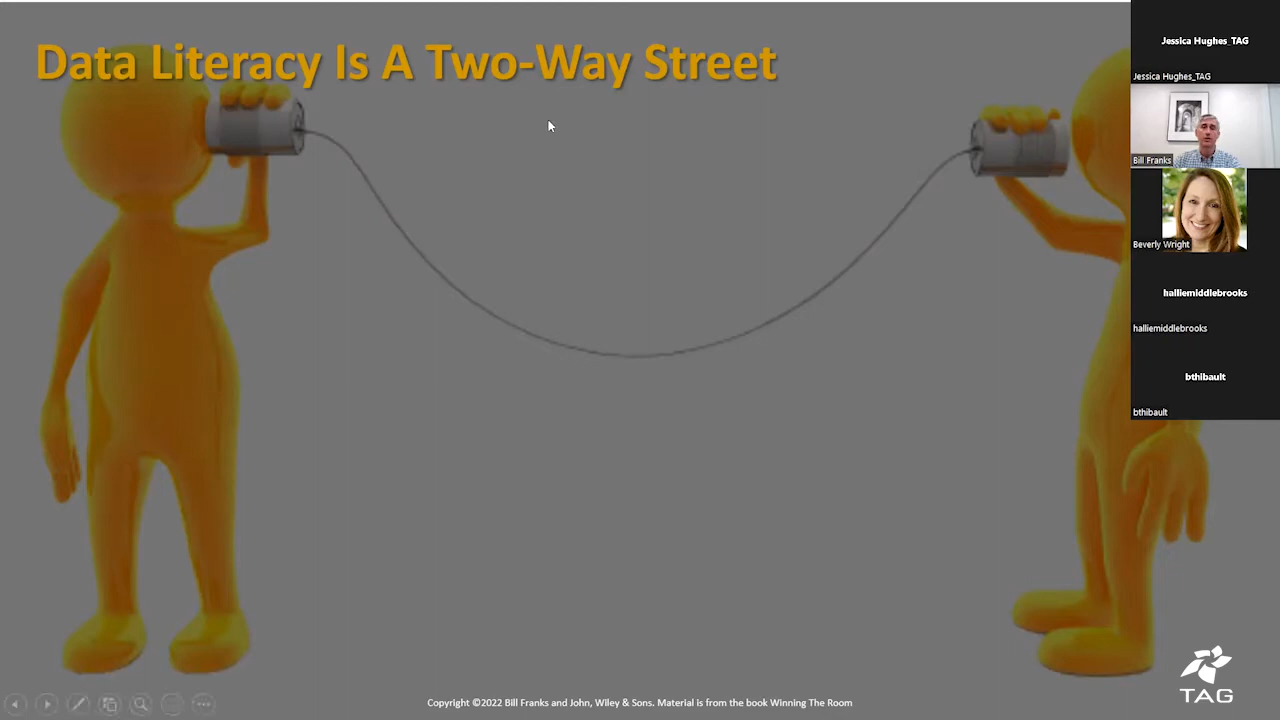 Data Literacy Is A Two-Way Street
Jessica Hughes_TAG
Jessica Hughes_TAG
Bill Franks
Beverly Wright
halliemiddlebrooks
halliemiddlebrooks
bthibault
bthibault
TAG
Copyright ©2022 Bill Franks and John, Wiley & Sons. Material is from the book Winning The Room